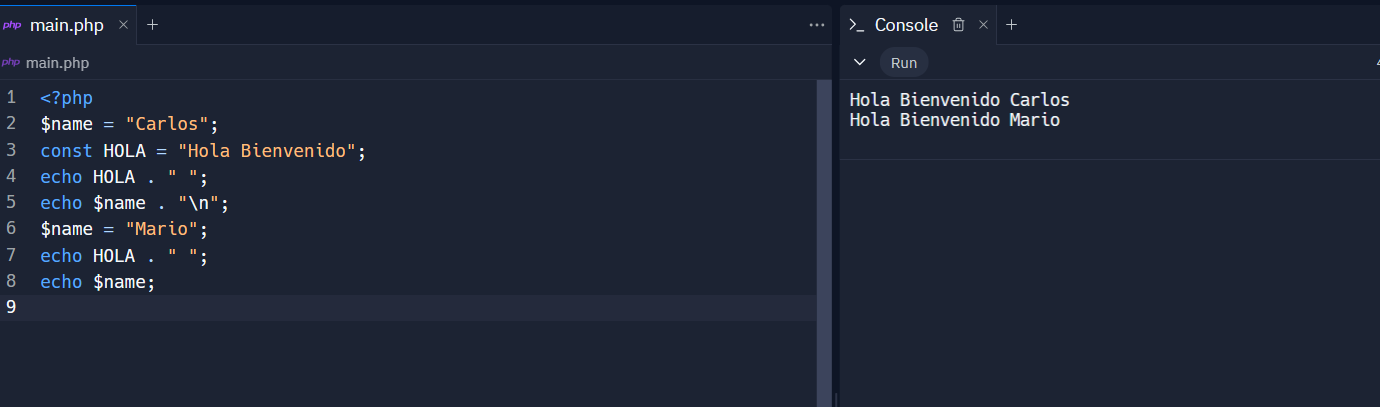 php main.php
php main.php
1 <?php
2 $name = "Carlos";
3 const HOLA = "Hola Bienvenido";
4 echo HOLA . " ";
5 echo $name . "\n";
6 $name = "Mario";
7 echo HOLA . " ";
8 echo $name;
9
Console
Run
Hola Bienvenido Carlos
Hola Bienvenido Mario